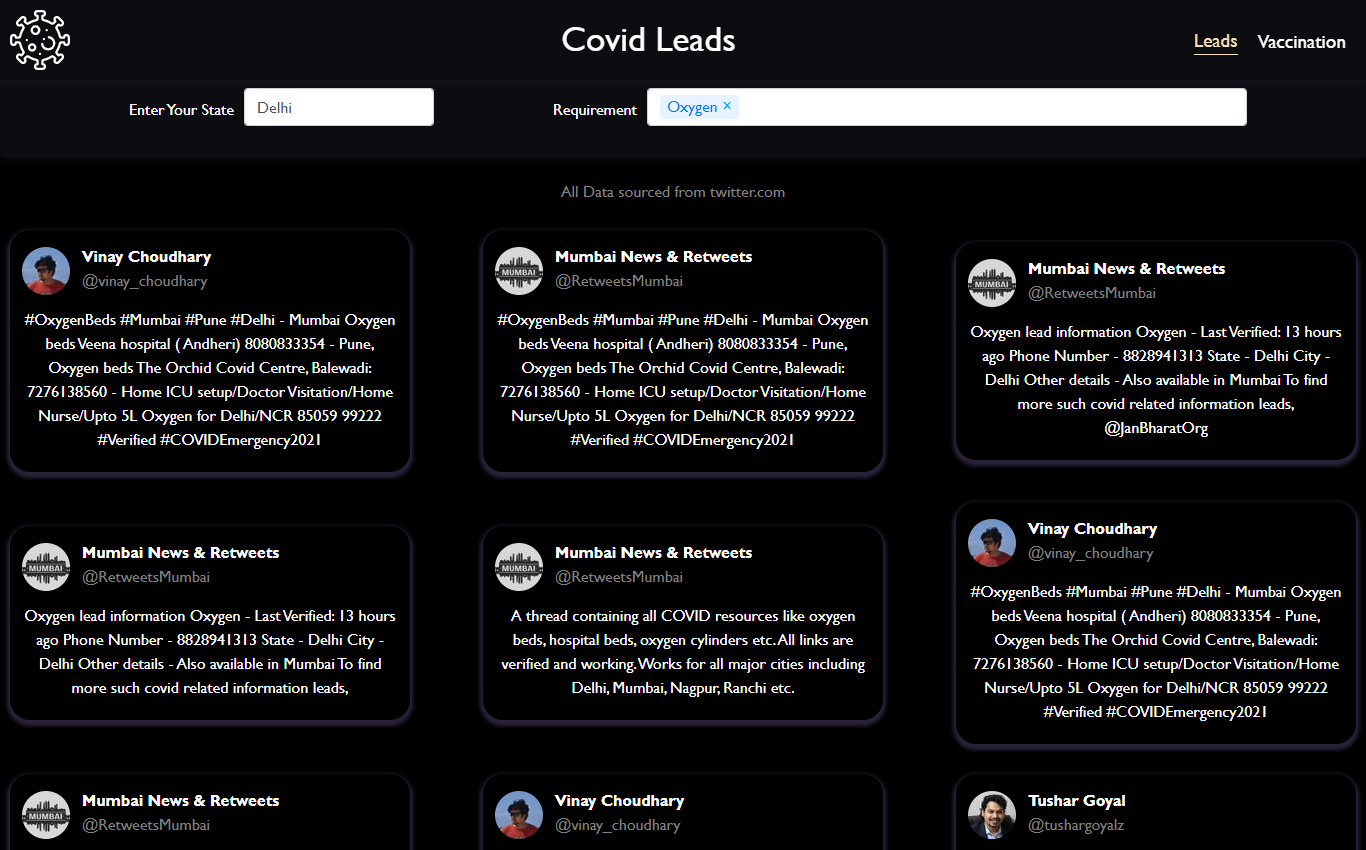 Covid Leads
Leads
Vaccination
Enter Your State
Delhi
Requirement
Oxygen ×
All Data sourced from twitter.com
Vinay Choudhary
@vinay_choudhary
#OxygenBeds #Mumbai #Pune #Delhi - Mumbai Oxygen
beds Veena hospital ( Andheri) 8080833354 - Pune,
Oxygen beds The Orchid Covid Centre, Balewadi:
7276138560 - Home ICU setup/Doctor Visitation/Home
Nurse/Upto 5L Oxygen for Delhi/NCR 85059 99222
#Verified #COVIDEmergency2021
Mumbai News & Retweets
@RetweetsMumbai
#OxygenBeds #Mumbai #Pune #Delhi - Mumbai Oxygen
beds Veena hospital ( Andheri) 8080833354 - Pune,
Oxygen beds The Orchid Covid Centre, Balewadi:
7276138560 - Home ICU setup/Doctor Visitation/Home
Nurse/Upto 5L Oxygen for Delhi/NCR 85059 99222
#Verified #COVIDEmergency2021
Mumbai News & Retweets
@RetweetsMumbai
MUMBAI
Oxygen lead information Oxygen - Last Verified: 13 hours
ago Phone Number - 8828941313 State - Delhi City -
Delhi Other details - Also available in Mumbai To find
more such covid related information leads,
@JanBharatOrg
MUMBAI
Mumbai News & Retweets
@RetweetsMumbai
MUMBAI
Oxygen lead information Oxygen - Last Verified: 13 hours
ago Phone Number - 8828941313 State - Delhi City -
Delhi Other details - Also available in Mumbai To find
more such covid related information leads,
Mumbai News & Retweets
@RetweetsMumbai
MUMBAI
A thread containing all COVID resources like oxygen
beds, hospital beds, oxygen cylinders etc. All links are
verified and working. Works for all major cities including
Delhi, Mumbai, Nagpur, Ranchi etc.
Vinay Choudhary
@vinay_choudhary
#OxygenBeds #Mumbai #Pune #Delhi - Mumbai Oxygen
beds Veena hospital ( Andheri) 8080833354 - Pune,
Oxygen beds The Orchid Covid Centre, Balewadi:
7276138560 - Home ICU setup/Doctor Visitation/Home
Nurse/Upto 5L Oxygen for Delhi/NCR 85059 99222
#Verified #COVIDEmergency2021
Mumbai News & Retweets
@RetweetsMumbai
MUMBAI
Vinay Choudhary
@vinay_choudhary
Tushar Goyal
@tushargoyalz